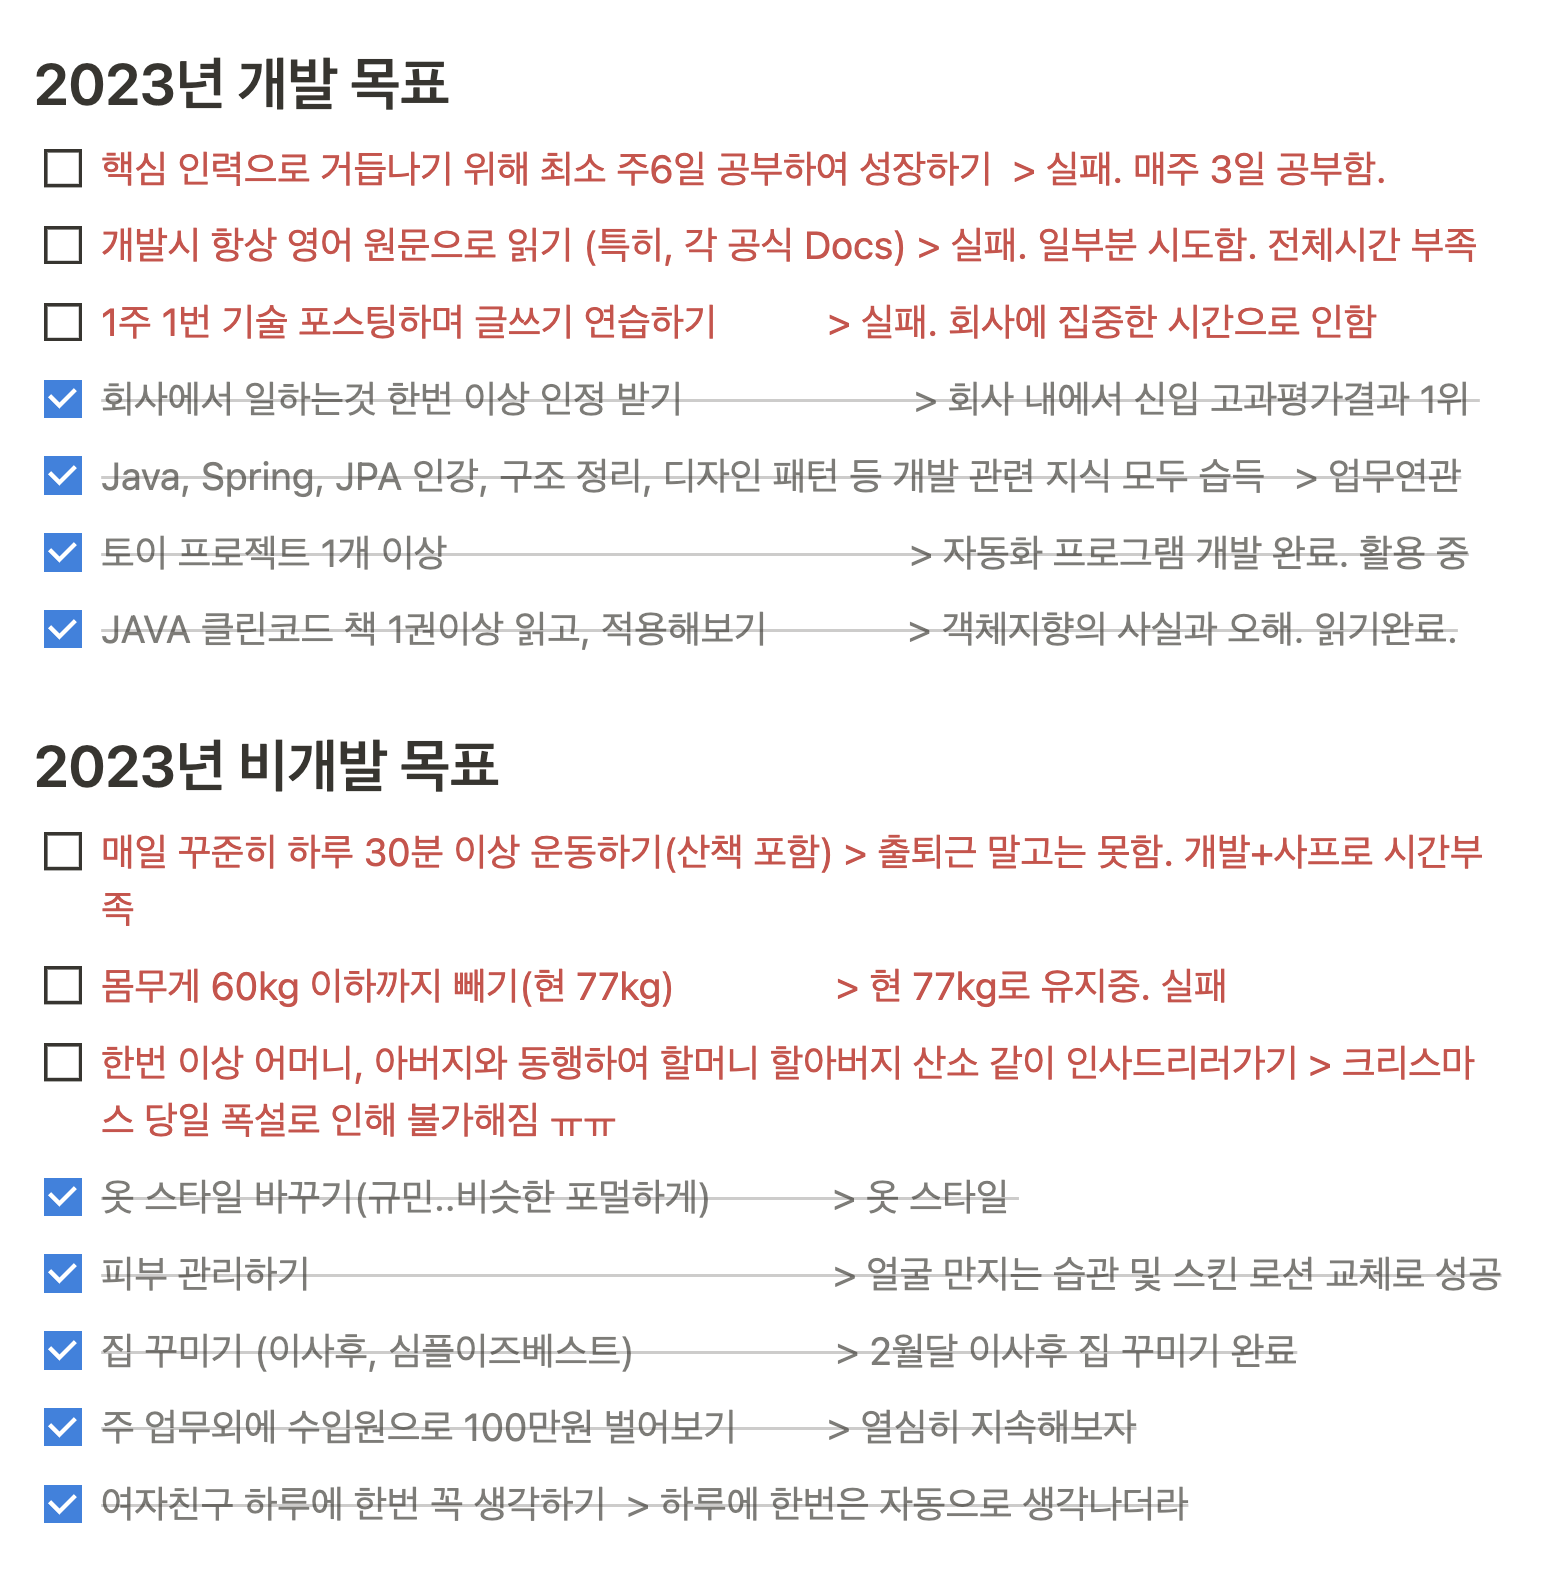 2023년 개발 목표
핵심 인력으로 거듭나기 위해 최소 주6일 공부하여 성장하기 > 실패. 매주 3일 공부함.
개발시 항상 영어 원문으로 읽기 (특히, 각 공식 Docs) > 실패. 일부분 시도함. 전체시간 부족
1주 1번 기술 포스팅하며 글쓰기 연습하기 > 실패. 회사에 집중한 시간으로 인함
회사에서 일하는것 한번 이상 인정 받기 > 회사 내에서 신입 고과평가결과 1위
Java, Spring, JPA 인강, 구조 정리, 디자인 패턴 등 개발 관련 지식 모두 습득 > 업무연관
토이 프로젝트 1개 이상 > 자동화 프로그램 개발 완료. 활용 중
JAVA 클린코드 책 1권이상 읽고, 적용해보기 > 객체지향의 사실과 오해. 읽기완료.
2023년 비개발 목표
매일 꾸준히 하루 30분 이상 운동하기(산책 포함) > 출퇴근 말고는 못함. 개발+사프로 시간부
족
몸무게 60kg 이하까지 빼기(현 77kg) > 현 77kg로 유지중. 실패
한번 이상 어머니, 아버지와 동행하여 할머니 할아버지 산소 같이 인사드리러가기 > 크리스마
스 당일 폭설로 인해 불가해짐 ㅠㅠ
옷 스타일 바꾸기(규민..비슷한 포멀하게) > 옷 스타일
피부 관리하기 > 얼굴 만지는 습관 및 스킨 로션 교체로 성공
집 꾸미기 (이사후, 심플이즈베스트) > 2월달 이사후 집 꾸미기 완료
주 업무외에 수입원으로 100만원 벌어보기 > 열심히 지속해보자
여자친구 하루에 한번 꼭 생각하기 > 하루에 한번은 자동으로 생각나더라